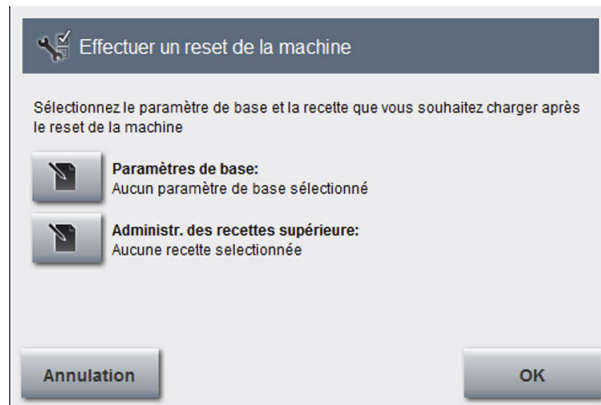 Effectuer un reset de la machine
Sélectionnez le paramètre de base et la recette que vous souhaitez charger après
le reset de la machine
Paramètres de base:
Aucun paramètre de base sélectionné
Administr. des recettes supérieure:
Aucune recette selectionnée
Annulation
OK